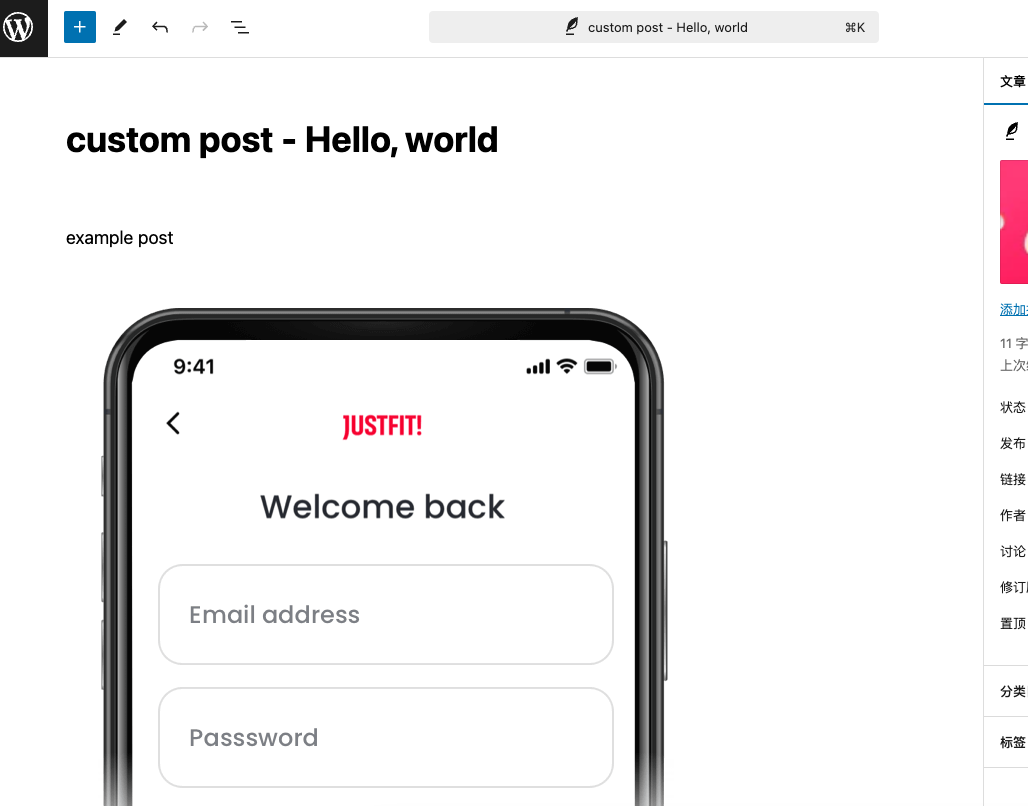 custom post - Hello, world
⌘K
文章
custom post - Hello, world
example post
9:41
JUSTFIT!
Welcome back
Email address
Passsword
添加
11 字
上次
状态
发布
链接
作者
讨论
修订
置顶
分类
标签